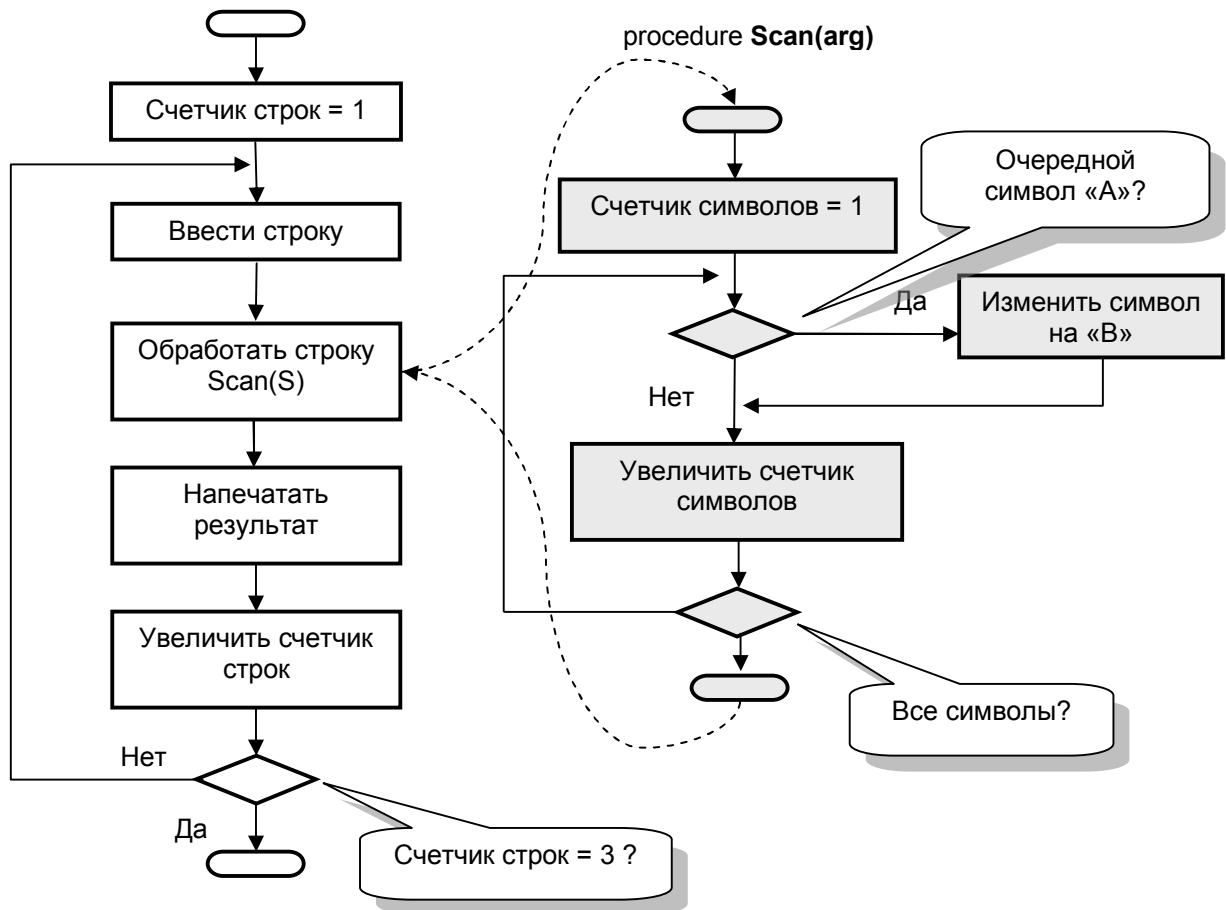 procedure Scan(arg)
Счетчик строк = 1
Ввести строку
Обработать строку
Scan(S)
Напечатать
результат
Увеличить счетчик
строк
Нет
Да
Счетчик строк = 3 ?
Счетчик символов = 1
Очередной
символ «А»?
Да
Изменить символ
на «В»
Нет
Увеличить счетчик
символов
Все символы?